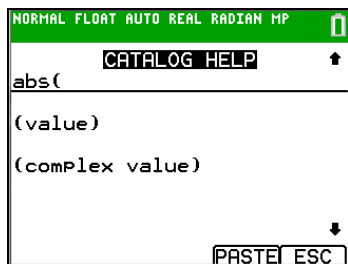 NORMAL FLOAT AUTO REAL RADIAN MP
CATALOG HELP
abs(
(value)
(complex value)
PASTE ESC